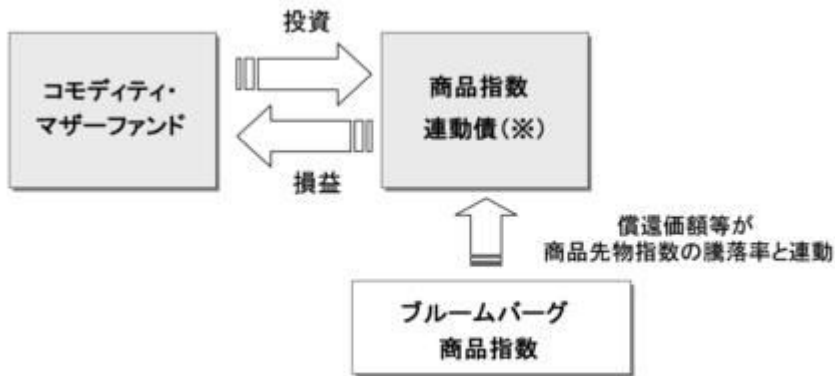 投資
コモディティ・
マザーファンド
商品指数
連動債(※)
損益
償還価額等が
商品先物指数の騰落率と連動
ブルームバーグ
商品指数